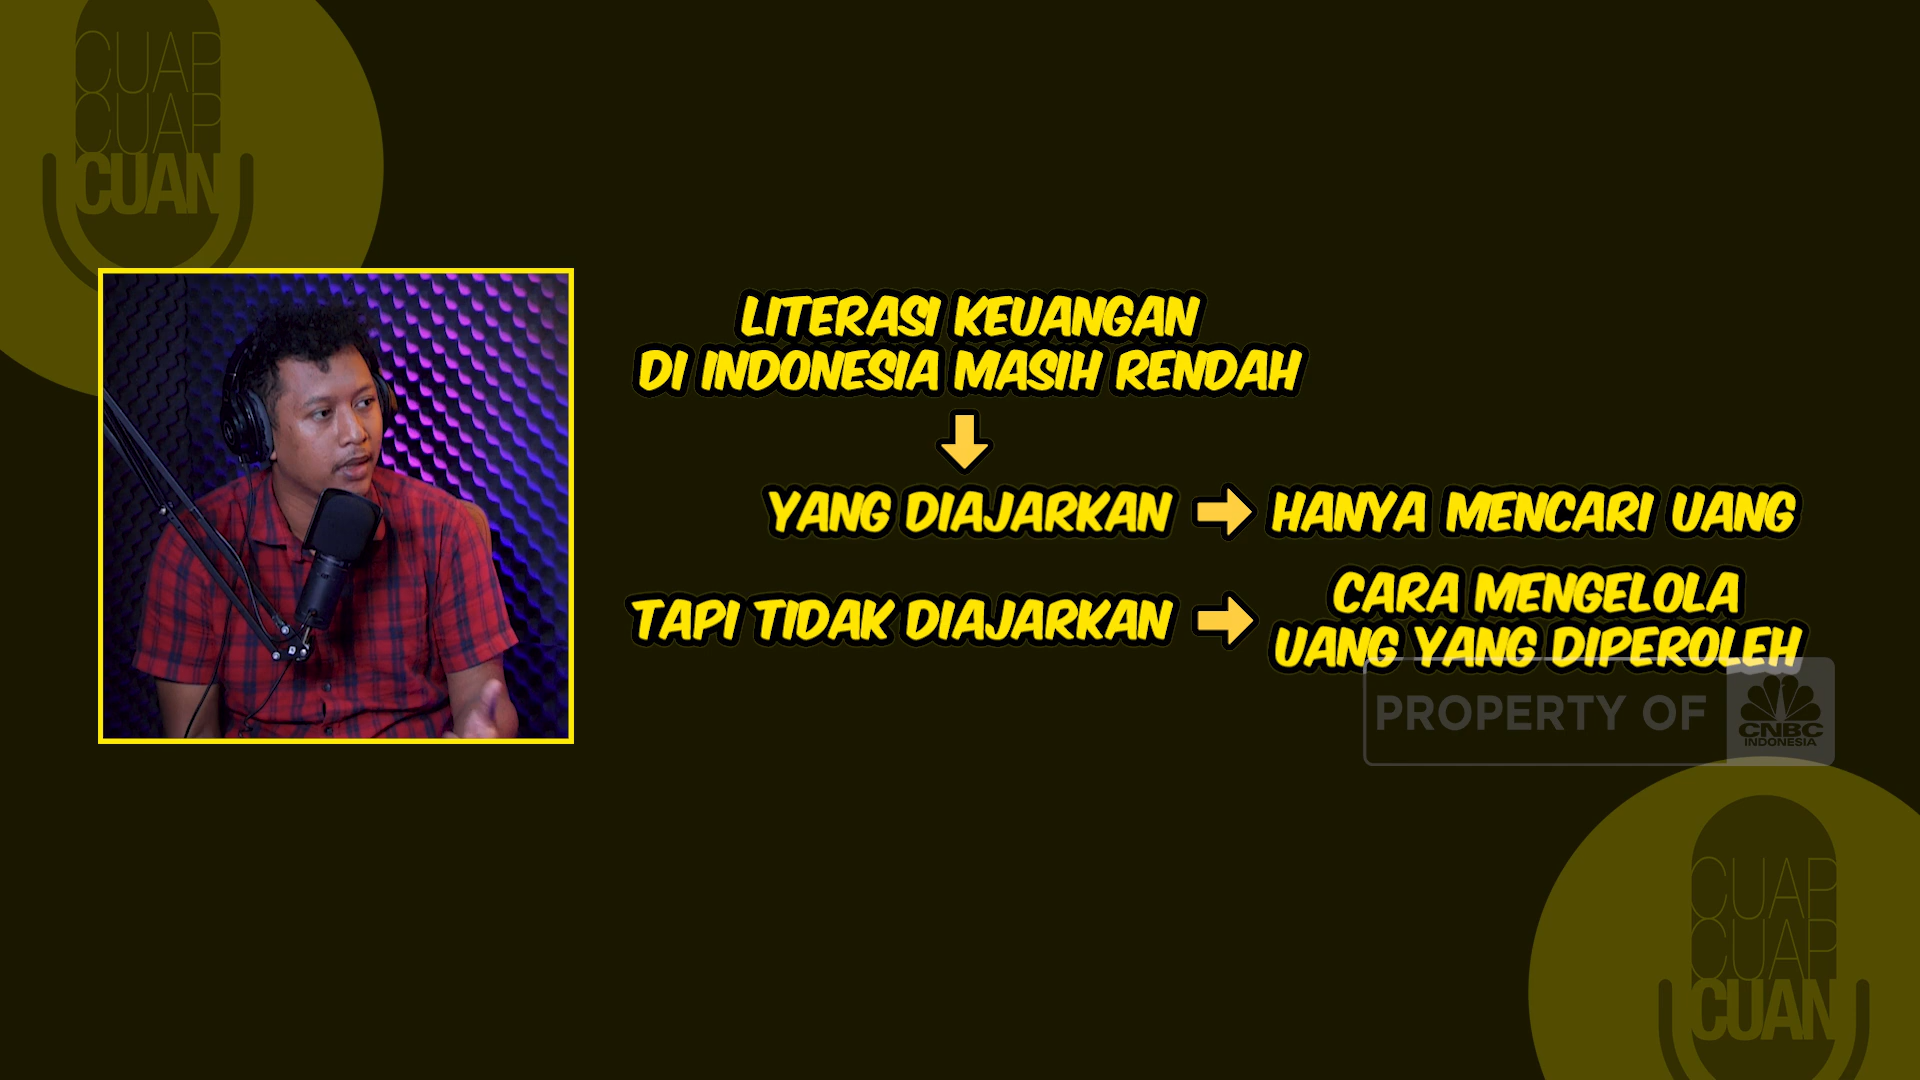 CUAP
CUAP
CUAN
LITERASI KEUANGAN
DI INDONESIA MASIH RENDAH
YANG DIAJARKAN
HANYA MENCARI UANG
TAPI TIDAK DIAJARKAN
CARA MENGELOLA
UANG YANG DIPEROLEH
PROPERTY OF
CNBC
INDONESIA
CUAP
CUAP
CUAN